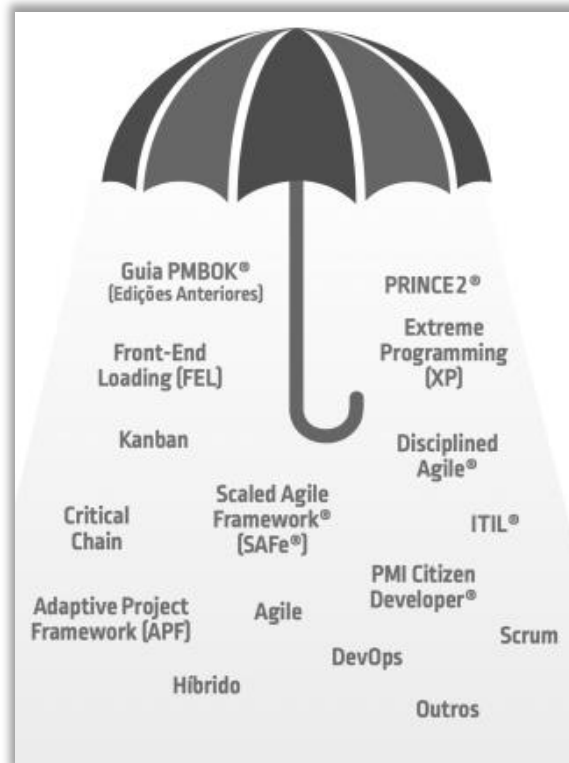 Guia PMBOK®
(Edições Anteriores)
PRINCE2®
Front-End
Loading (FEL)
Extreme
Programming
(XP)
Kanban
Disciplined
Agile®
Critical
Chain
Scaled Agile
Framework®
(SAFe®)
ITIL®
PMI Citizen
Developer®
Adaptive Project
Framework (APF)
Agile
Scrum
DevOps
Híbrido
Outros